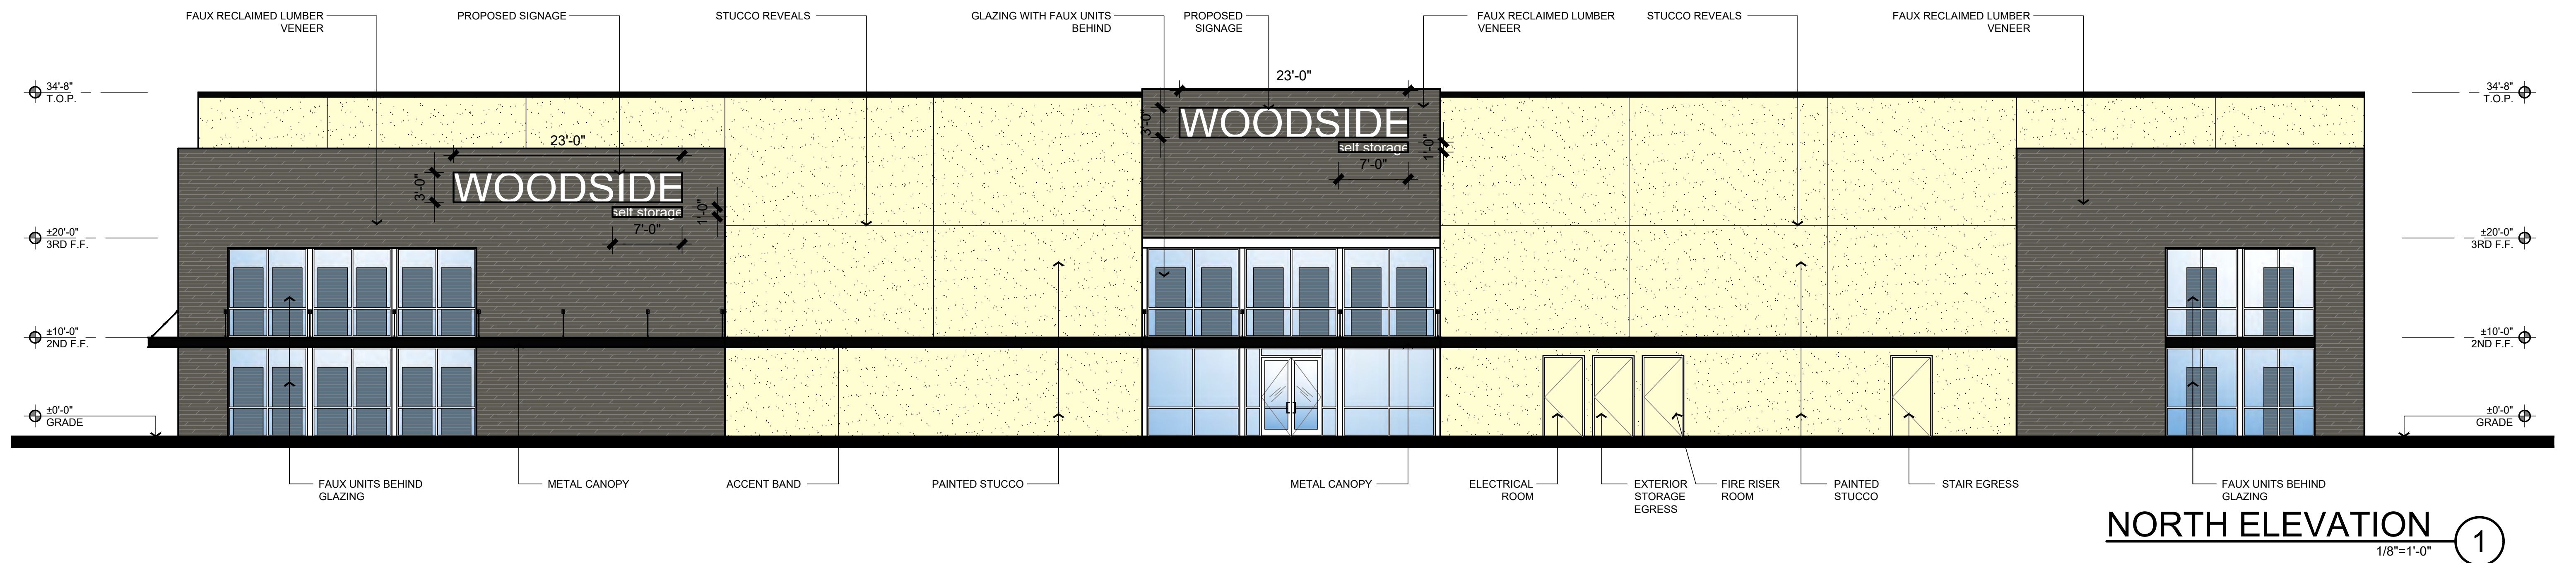 FAUX RECLAIMED LUMBER
VENEER
PROPOSED SIGNAGE
STUCCO REVEALS
GLAZING WITH FAUX UNITS
BEHIND
PROPOSED
SIGNAGE
FAUX RECLAIMED LUMBER
VENEER
STUCCO REVEALS
FAUX RECLAIMED LUMBER
VENEER
34'-8"
T.O.P.
23'-0"
34'-8"
T.O.P.
3'-0"
WOODSIDE
self storage
1'-0"
7'-0"
23'-0"
3'-0"
WOODSIDE
self storage
1'-0"
7'-0"
±20'-0"
3RD F.F.
±20'-0"
3RD F.F.
±10'-0"
2ND F.F.
±10'-0"
2ND F.F.
±0'-0"
GRADE
±0'-0"
GRADE
FAUX UNITS BEHIND
GLAZING
METAL CANOPY
ACCENT BAND
PAINTED STUCCO
METAL CANOPY
ELECTRICAL
ROOM
EXTERIOR
STORAGE
EGRESS
FIRE RISER
ROOM
PAINTED
STUCCO
STAIR EGRESS
FAUX UNITS BEHIND
GLAZING
NORTH ELEVATION
1
1/8"=1'-0"